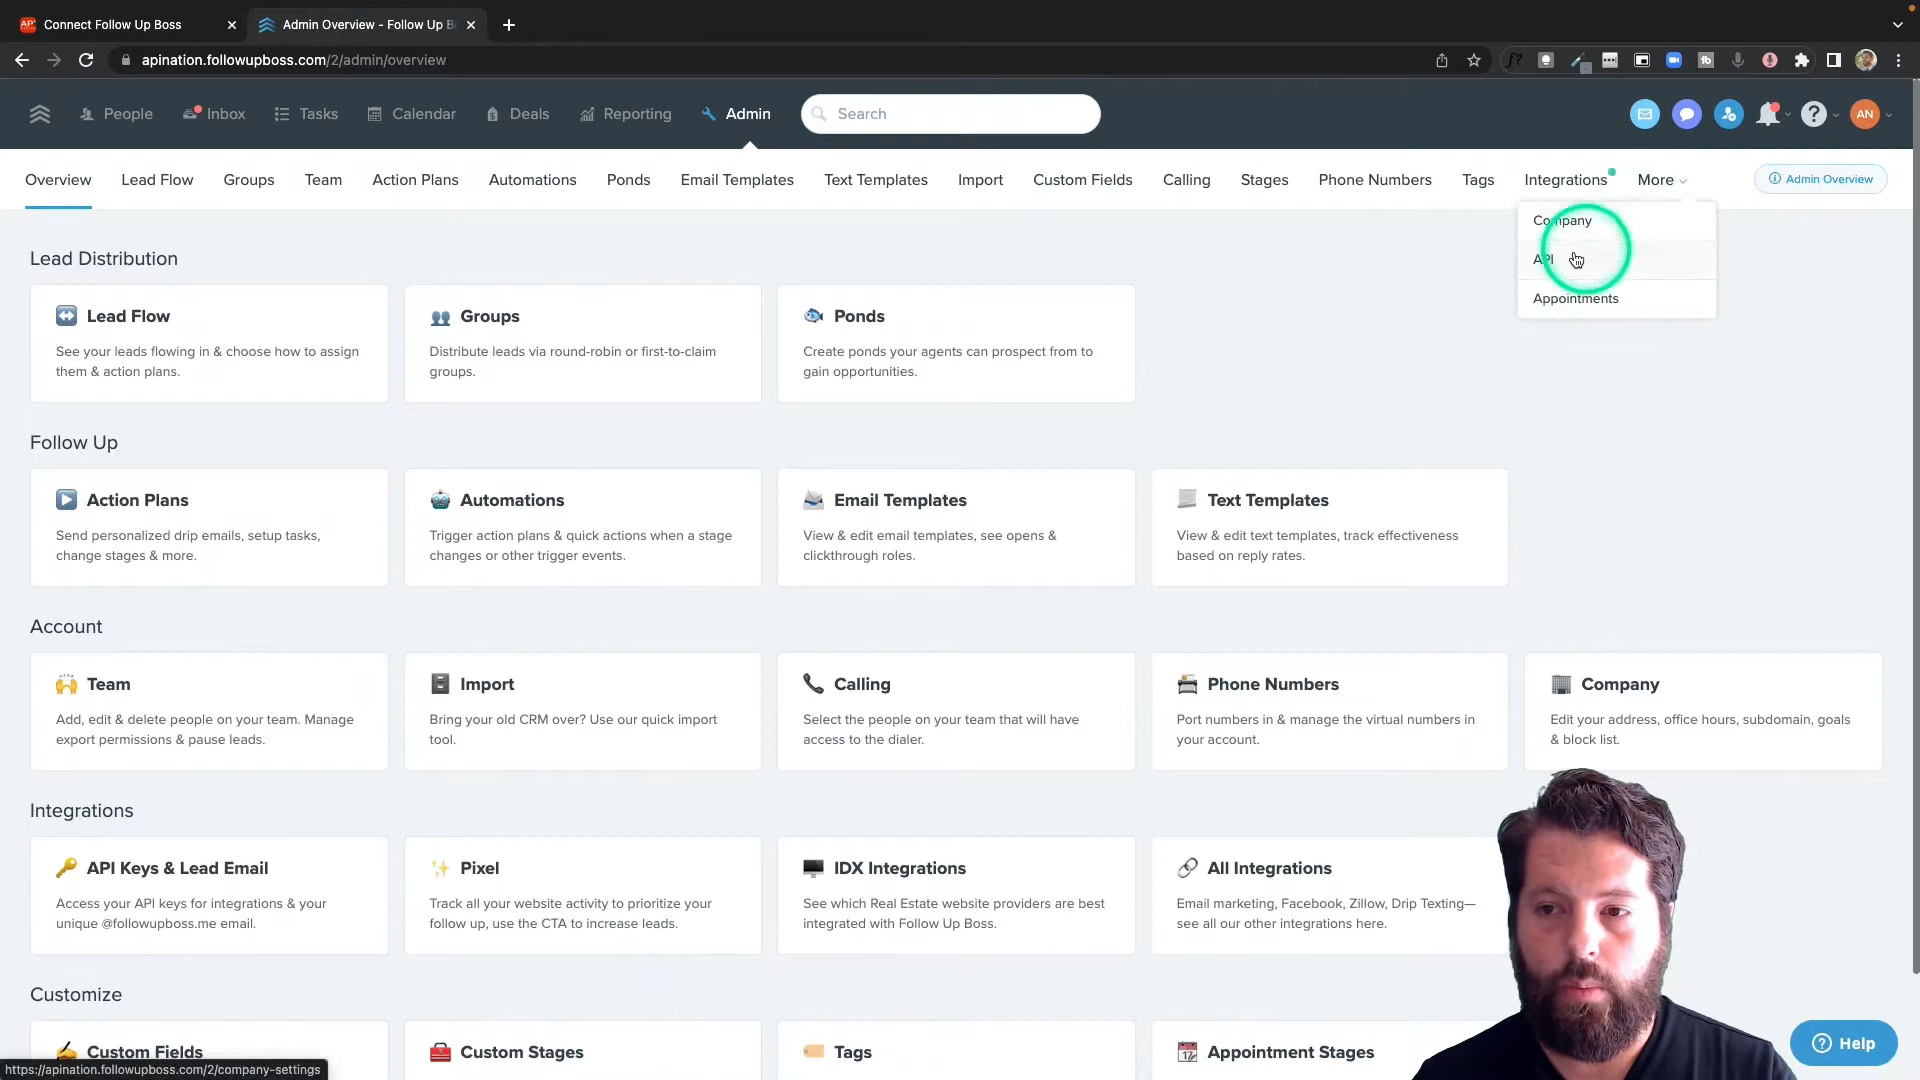 Connect Follow Up Boss
Admin Overview - Follow Up B
apination.followupboss.com/2/admin/overview
People
Inbox
Tasks
Calendar
Deals
Reporting
Admin
Search
AN
Overview
Lead Flow
Groups
Team
Action Plans
Automations
Ponds
Email Templates
Text Templates
Import
Custom Fields
Calling
Stages
Phone Numbers
Tags
Integrations
More
Admin Overview
Company
API
Appointments
Lead Distribution
Lead Flow
See your leads flowing in & choose how to assign
them & action plans.
Groups
Distribute leads via round-robin or first-to-claim
groups.
Ponds
Create ponds your agents can prospect from to
gain opportunities.
Follow Up
Action Plans
Send personalized drip emails, setup tasks,
change stages & more.
Automations
Trigger action plans & quick actions when a stage
changes or other trigger events.
Email Templates
View & edit email templates, see opens &
clickthrough roles.
Text Templates
View & edit text templates, track effectiveness
based on reply rates.
Account
Team
Add, edit & delete people on your team. Manage
export permissions & pause leads.
Import
Bring your old CRM over? Use our quick import
tool.
Calling
Select the people on your team that will have
access to the dialer.
Phone Numbers
Port numbers in & manage the virtual numbers in
your account.
Company
Edit your address, office hours, subdomain, goals
& block list.
Integrations
API Keys & Lead Email
Access your API keys for integrations & your
unique @followupboss.me email.
Pixel
Track all your website activity to prioritize your
follow up, use the CTA to increase leads.
IDX Integrations
See which Real Estate website providers are best
integrated with Follow Up Boss.
All Integrations
Email marketing, Facebook, Zillow, Drip Texting—
see all our other integrations here.
Customize
Custom Fields
Custom Stages
Tags
Appointment Stages
Help
https://apination.followupboss.com/2/company-settings